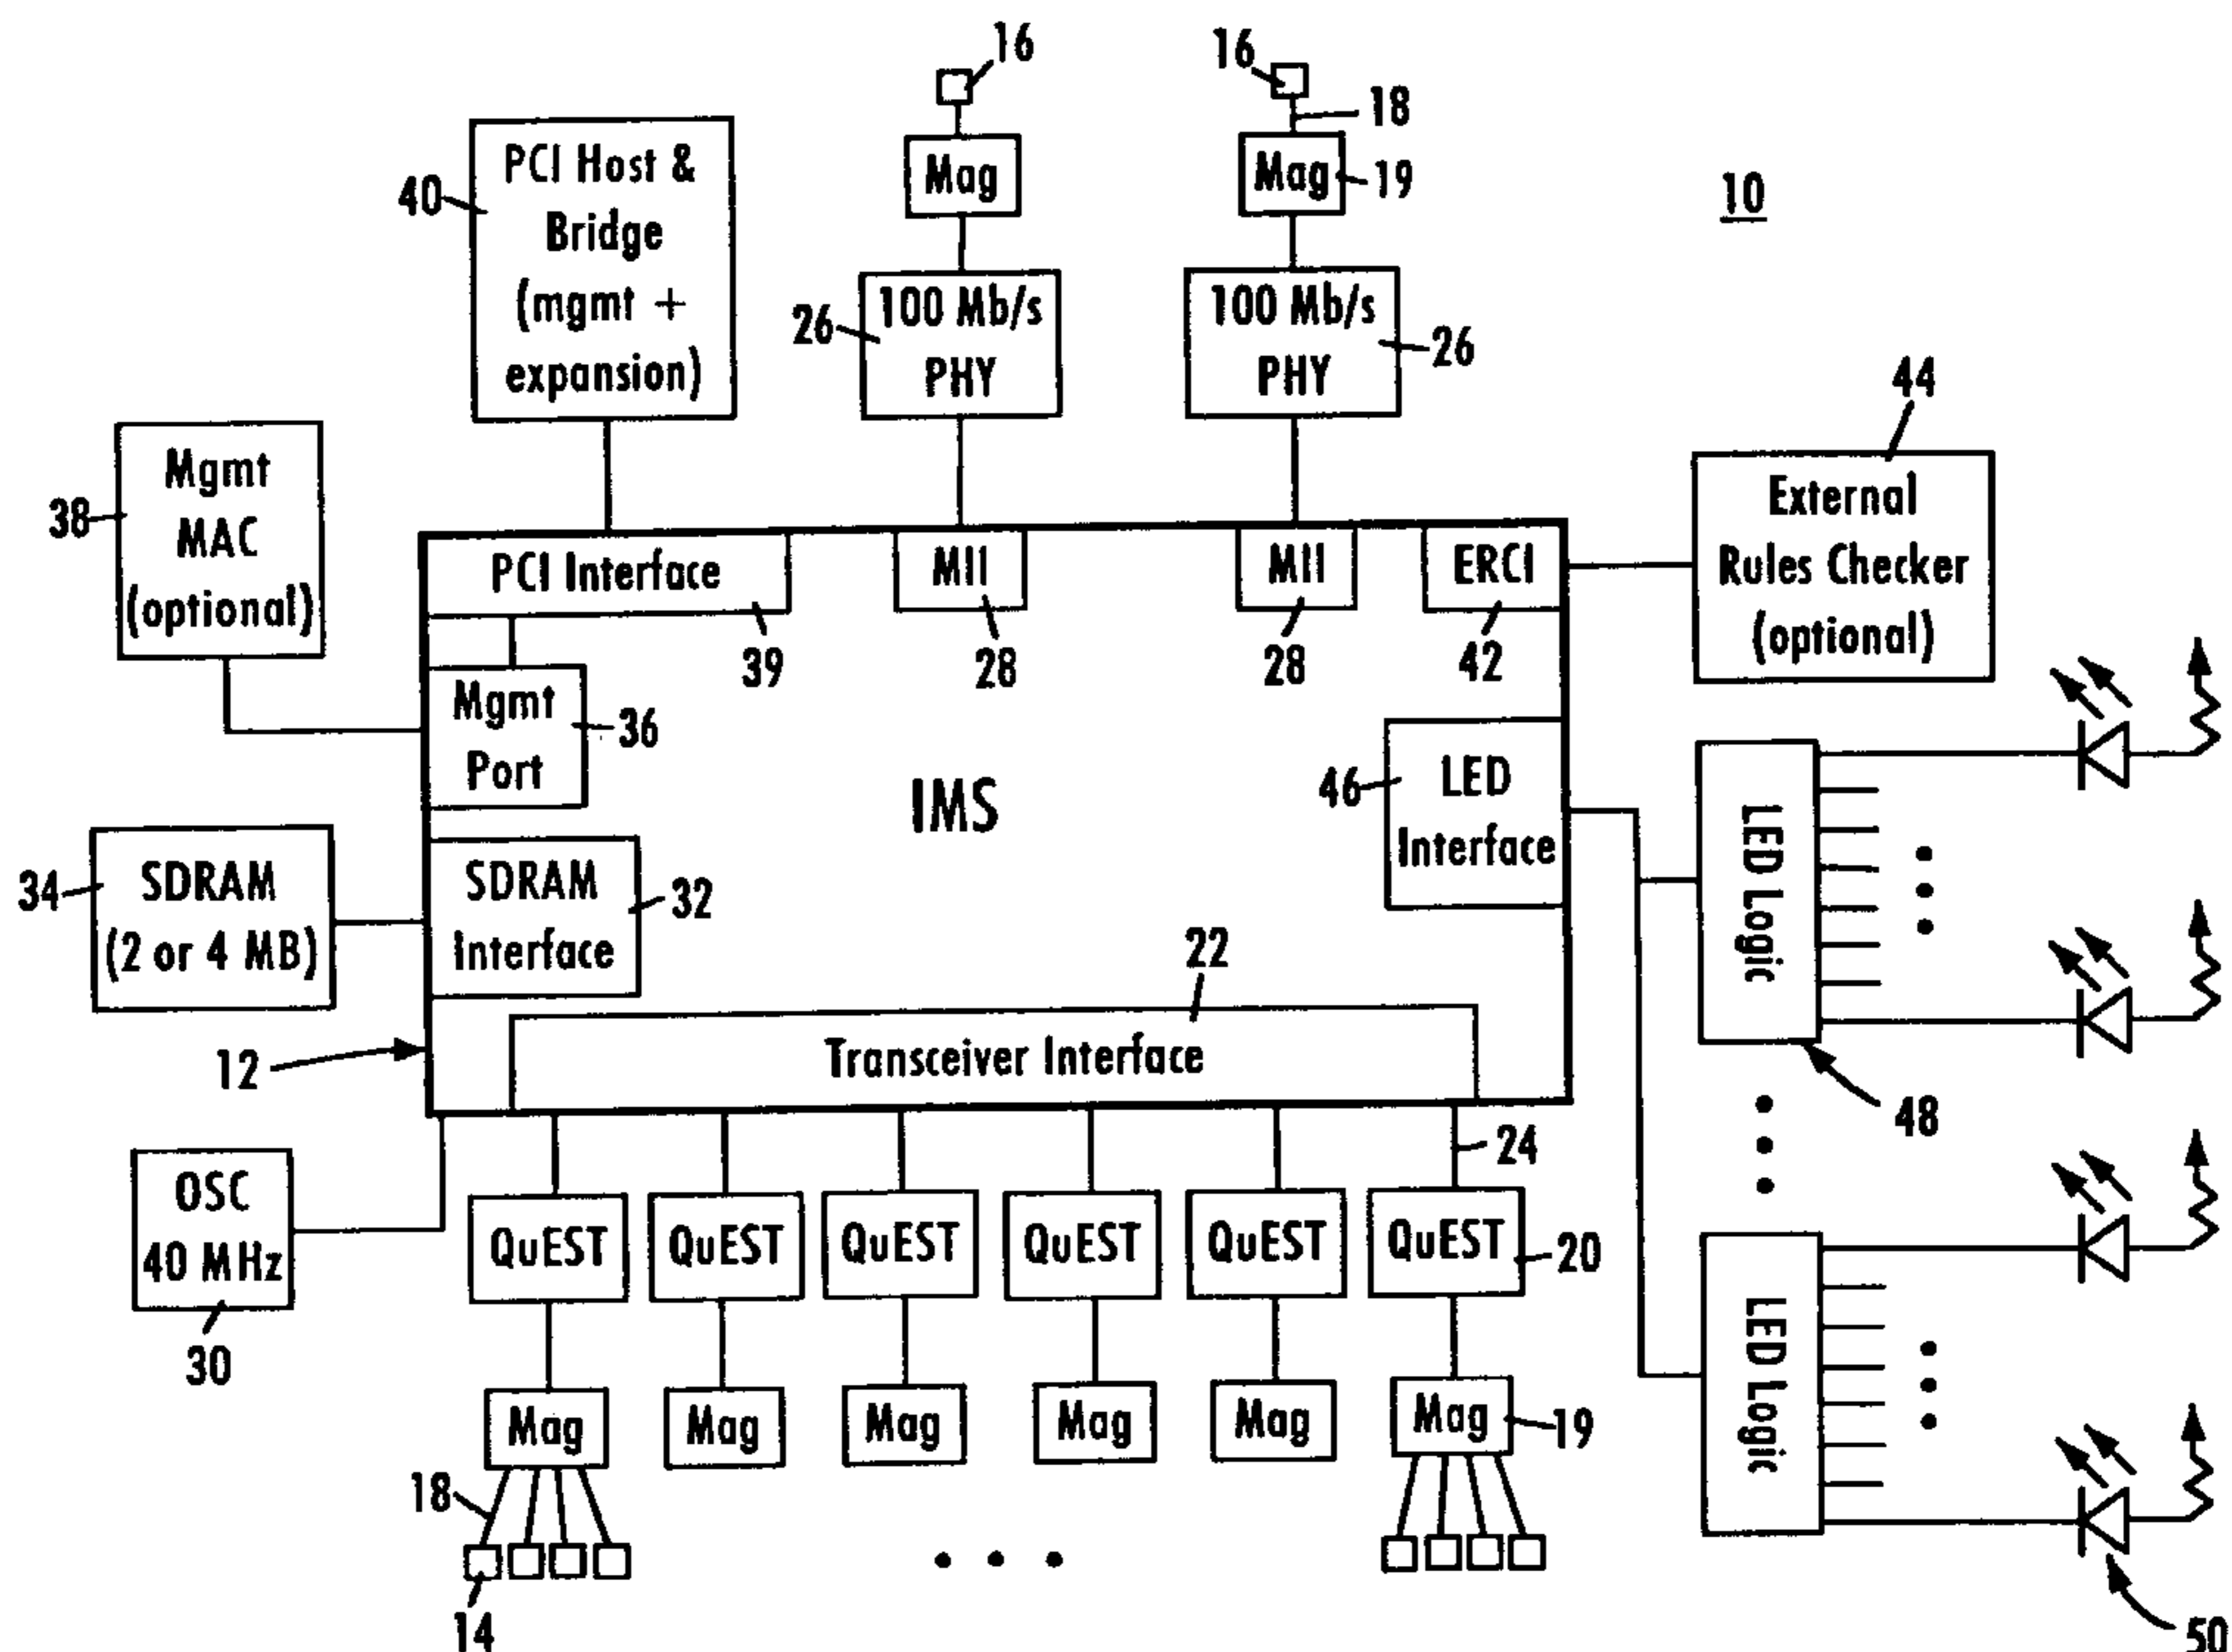 16
16
18
PCI Host &
Bridge
(mgmt +
expansion)
40
Mag
Mag
19
10
100 Mb/s
PHY
26
100 Mb/s
PHY
26
44
Mgmt
MAC
(optional)
38
External
Rules Checker
(optional)
PCI Interface
MII
MII
ERCI
39
28
28
42
Mgmt
Port
36
IMS
46
LED
Interface
LED Logic
34
SDRAM
(2 or 4 MB)
SDRAM
Interface
32
22
Transceiver Interface
12
48
24
OSC
40 MHz
30
QuEST
QuEST
QuEST
QuEST
QuEST
QuEST
20
LED Logic
Mag
Mag
Mag
Mag
Mag
Mag
19
18
14
50